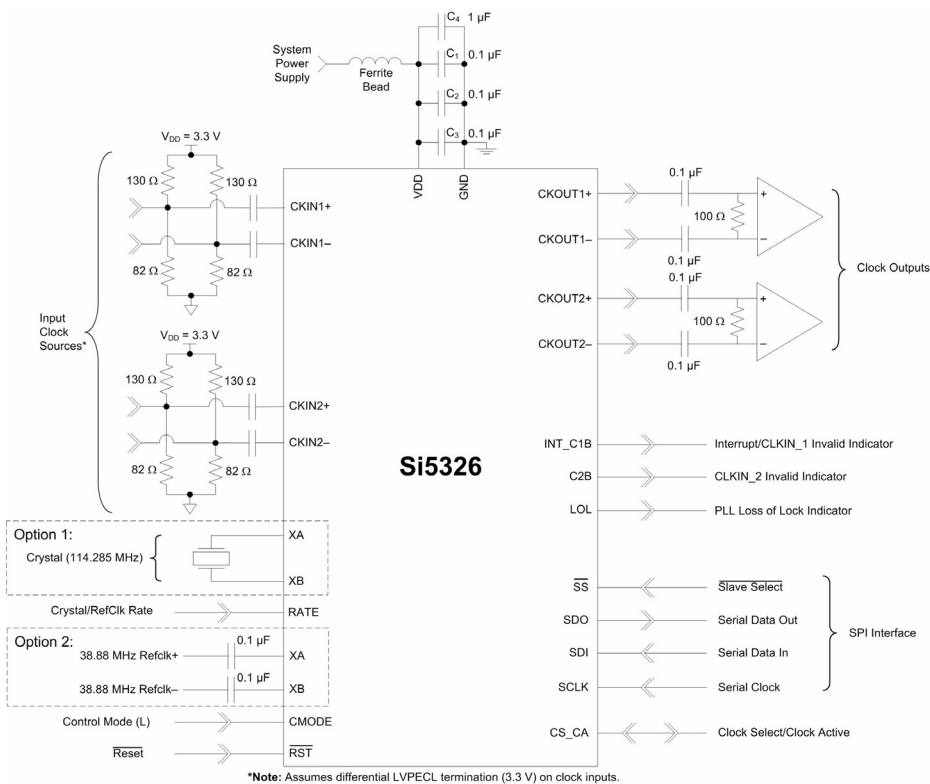 C4 1 µF
System
Power
Supply
Ferrite
Bead
C1 0.1 µF
C2 0.1 µF
C3 0.1 µF
VDD
GND
VDD = 3.3 V
130 Ω
130 Ω
CKIN1+
CKIN1–
82 Ω
82 Ω
Input
Clock
Sources*
VDD = 3.3 V
130 Ω
130 Ω
CKIN2+
CKIN2–
82 Ω
82 Ω
Option 1:
Crystal (114.285 MHz)
XA
XB
Crystal/RefClk Rate
RATE
Option 2:
0.1 µF
38.88 MHz Refclk+
XA
0.1 µF
38.88 MHz Refclk–
XB
Control Mode (L)
CMODE
Reset
RST
Si5326
CKOUT1+
0.1 µF
+
100 Ω
CKOUT1–
–
0.1 µF
Clock Outputs
0.1 µF
CKOUT2+
+
100 Ω
CKOUT2–
–
0.1 µF
INT_C1B
Interrupt/CLKIN_1 Invalid Indicator
C2B
CLKIN_2 Invalid Indicator
LOL
PLL Loss of Lock Indicator
SS
Slave Select
SDO
Serial Data Out
SPI Interface
SDI
Serial Data In
SCLK
Serial Clock
CS_CA
Clock Select/Clock Active
*Note: Assumes differential LVPECL termination (3.3 V) on clock inputs.